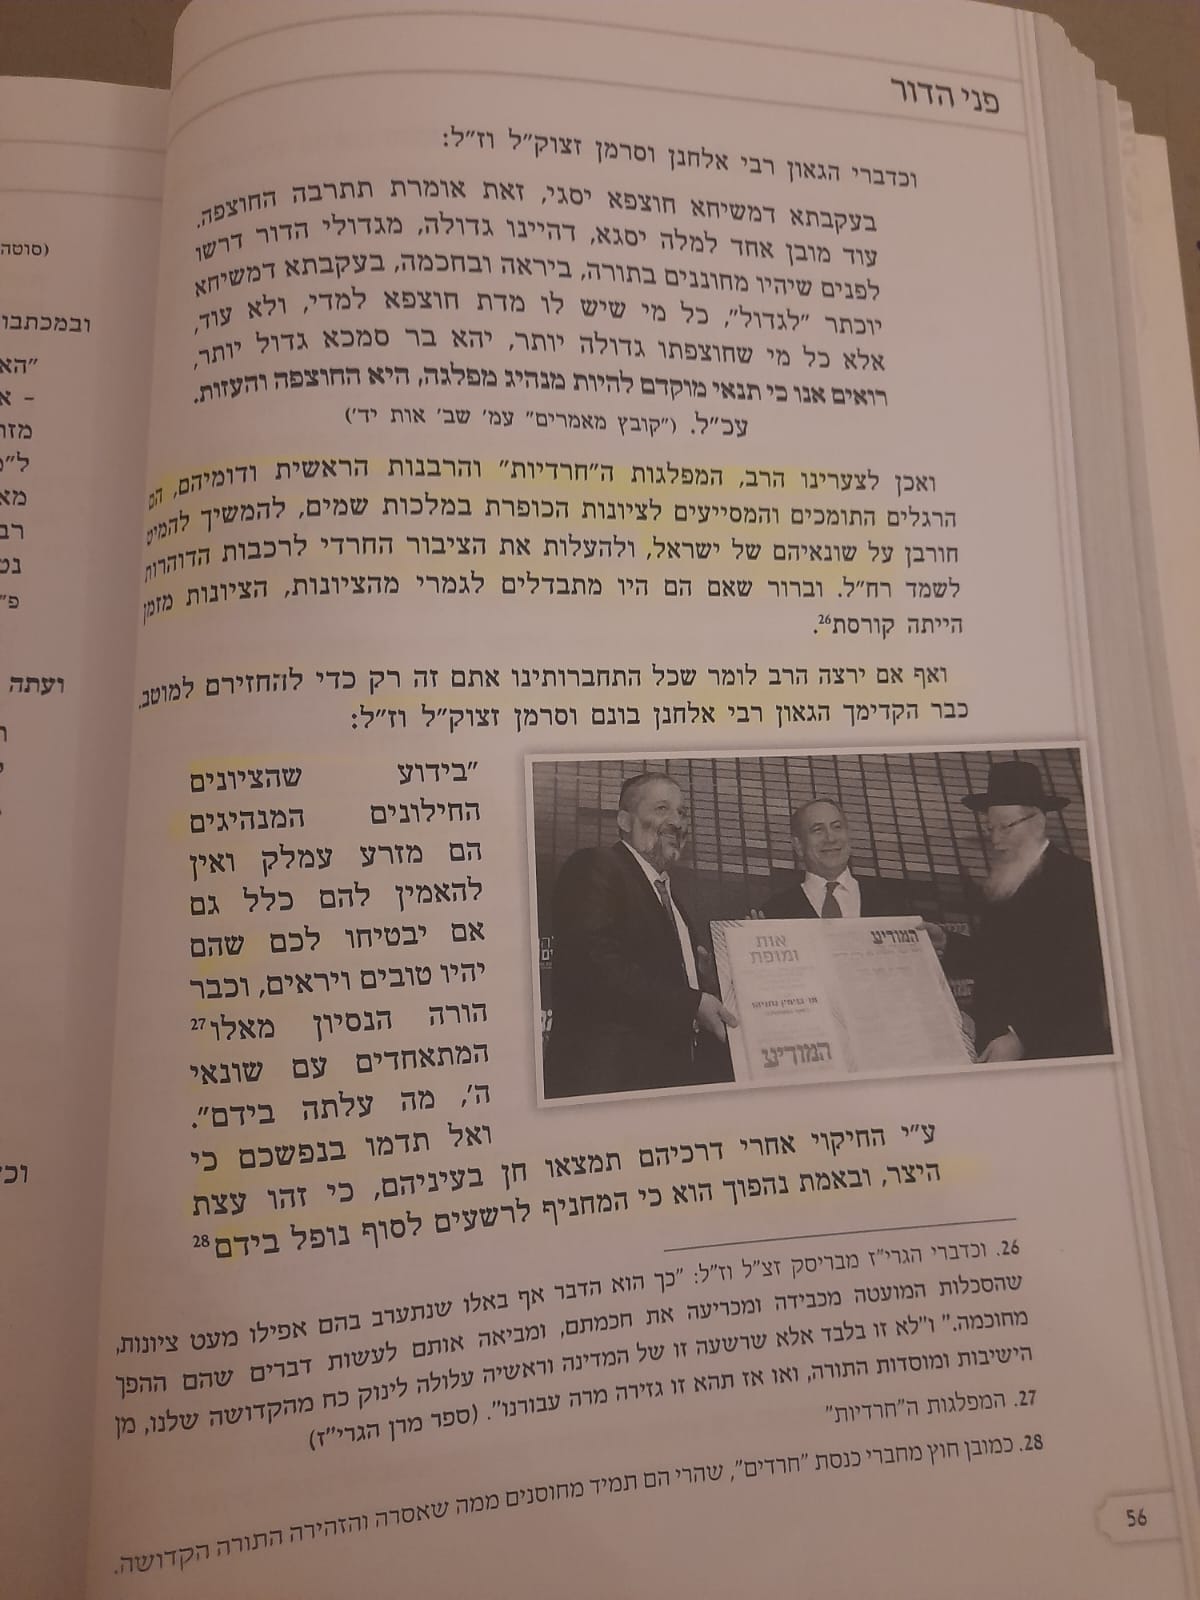 פני הדור
וכדברי הגאון רבי אלחנן וסרמן זצוק״ל וז״ל:
בעקבתא דמשיחא חוצפא יסגי, זאת אומרת תתרבה החוצפה.
עוד מובן אחד למלה יסגא, דהיינו גדולה, מגדולי הדור דרשו
לפנים שיהיו מחוננים בתורה, ביראה ובחכמה, בעקבתא דמשיחא
יוכתר ״לגדול״, כל מי שיש לו מדת חוצפא למדי, ולא עוד,
אלא כל מי שחוצפתו גדולה יותר, יהא בר סמכא גדול יותר,
רואים אנו כי תנאי מוקדם להיות מנהיג מפלגה, היא החוצפה והעזות.
עכ״ל. (״קובץ מאמרים״ עמ׳ שב׳ אות יד׳)
ואכן לצערינו הרב, המפלגות ה״חרדיות״ והרבנות הראשית ודומיהם, הם
הרגלים התומכים והמסייעים לציונות הכופרת במלכות שמים, להמשיך להמיט
חורבן על שונאיהם של ישראל, ולהעלות את הציבור החרדי לרכבות הדוהרות
לשמד רח״ל. וברור שאם הם היו מתבדלים לגמרי מהציונות, הציונות מזמן
הייתה קורסת26.
ואף אם ירצה הרב לומר שכל התחברותינו אתם זה רק כדי להחזירם למוטב.
כבר הקדימך הגאון רבי אלחנן בונם וסרמן זצוק״ל וז״ל:
״בידוע שהציונים
החילונים המנהיגים
הם מזרע עמלק ואין
להאמין להם כלל גם
אם יבטיחו לכם שהם
יהיו טובים ויראים, וכבר
הורה הנסיון מאלו27
המתאחדים עם שונאי
ה׳, מה עלתה בידם״.
ואל תדמו בנפשכם כי
ע״י החיקוי אחרי דרכיהם תמצאו חן בעיניהם, כי זהו עצת
היצר, ובאמת נהפוך הוא כי המחניף לרשעים לסוף נופל בידם28
המודיע
אות
ומופת
המודיע
26. וכדברי הגרי״ז מבריסק זצ״ל וז״ל: ״כך הוא הדבר אף באלו שנתערב בהם אפילו מעט ציונות,
שהסכלות המועטה מכבידה ומכריעה את חכמתם, ומביאה אותם לעשות דברים שהם ההפך
מחוכמה.״ ו״לא זו בלבד אלא שרשעה זו של המדינה וראשיה עלולה לינוק כח מהקדושה שלנו, מן
הישיבות ומוסדות התורה, ואו אז תהא זו גזירה מרה עבורנו״. (ספר מרן הגרי״ז)
27. המפלגות ה״חרדיות״
28. כמובן חוץ מחברי כנסת ״חרדים״, שהרי הם תמיד מחוסנים ממה שאסרה והזהירה התורה הקדושה.
56
(סוטה
ובמכתבו
״הא
ועתה